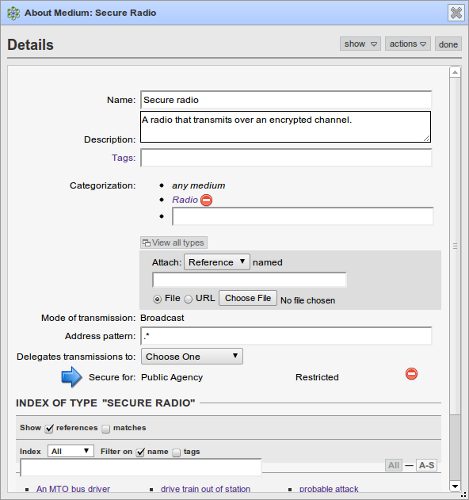 About Medium: Secure Radio
Details
show actions done
Name: Secure radio
A radio that transmits over an encrypted channel.
Description:
Tags:
Categorization: any medium
Radio
View all types
Attach: Reference named
File URL Choose File No file chosen
Mode of transmission: Broadcast
Address pattern: .*
Delegates transmissions to: Choose One
Secure for: Public Agency Restricted
INDEX OF TYPE "SECURE RADIO"
Show references matches
Index All Filter on name tags
All — A-S
An MTO bus driver drive train out of station probable attack